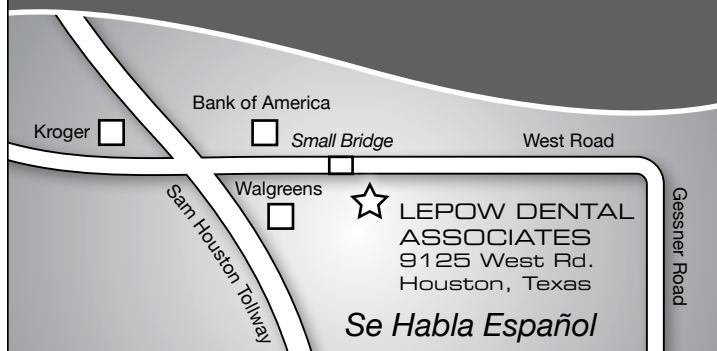 Bank of America
Kroger
Small Bridge
West Road
Walgreens
Sam Houston Tollway
Gessner Road
LEPOW DENTAL
ASSOCIATES
9125 West Rd.
Houston, Texas
Se Habla Español